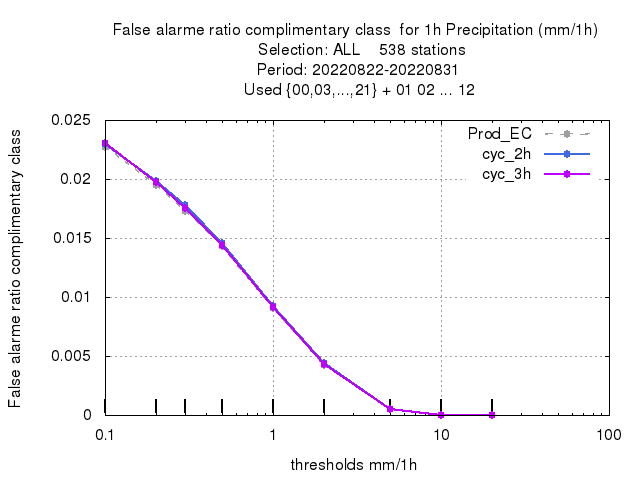 False alarme ratio complimentary class  for 1h Precipitation (mm/1h)
Selection: ALL    538 stations
Period: 20220822-20220831
Used {00,03,...,21} + 01 02 ... 12
False alarme ratio complimentary class
0.025
0.02
0.015
0.01
0.005
0
Prod_EC
cyc_2h
cyc_3h
0.1 1 10 100
thresholds mm/1h